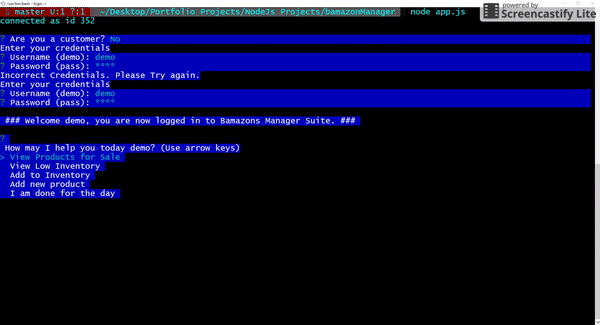 /usr/bin/bash --login -i
master U:1 ?:1 ~/Desktop/Portfolio Projects/NodeJs Projects/bamazonManager node app.js
powered by
Screencastify Lite
connected as id 352
? Are you a customer? No
Enter your credentials
? Username (demo): demo
? Password (pass): ****
Incorrect Credentials. Please Try again.
Enter your credentials
? Username (demo): demo
? Password (pass): ****
### Welcome demo, you are now logged in to Bamazons Manager Suite. ###
?
How may I help you today demo? (Use arrow keys)
> View Products for Sale
View Low Inventory
Add to Inventory
Add new product
I am done for the day